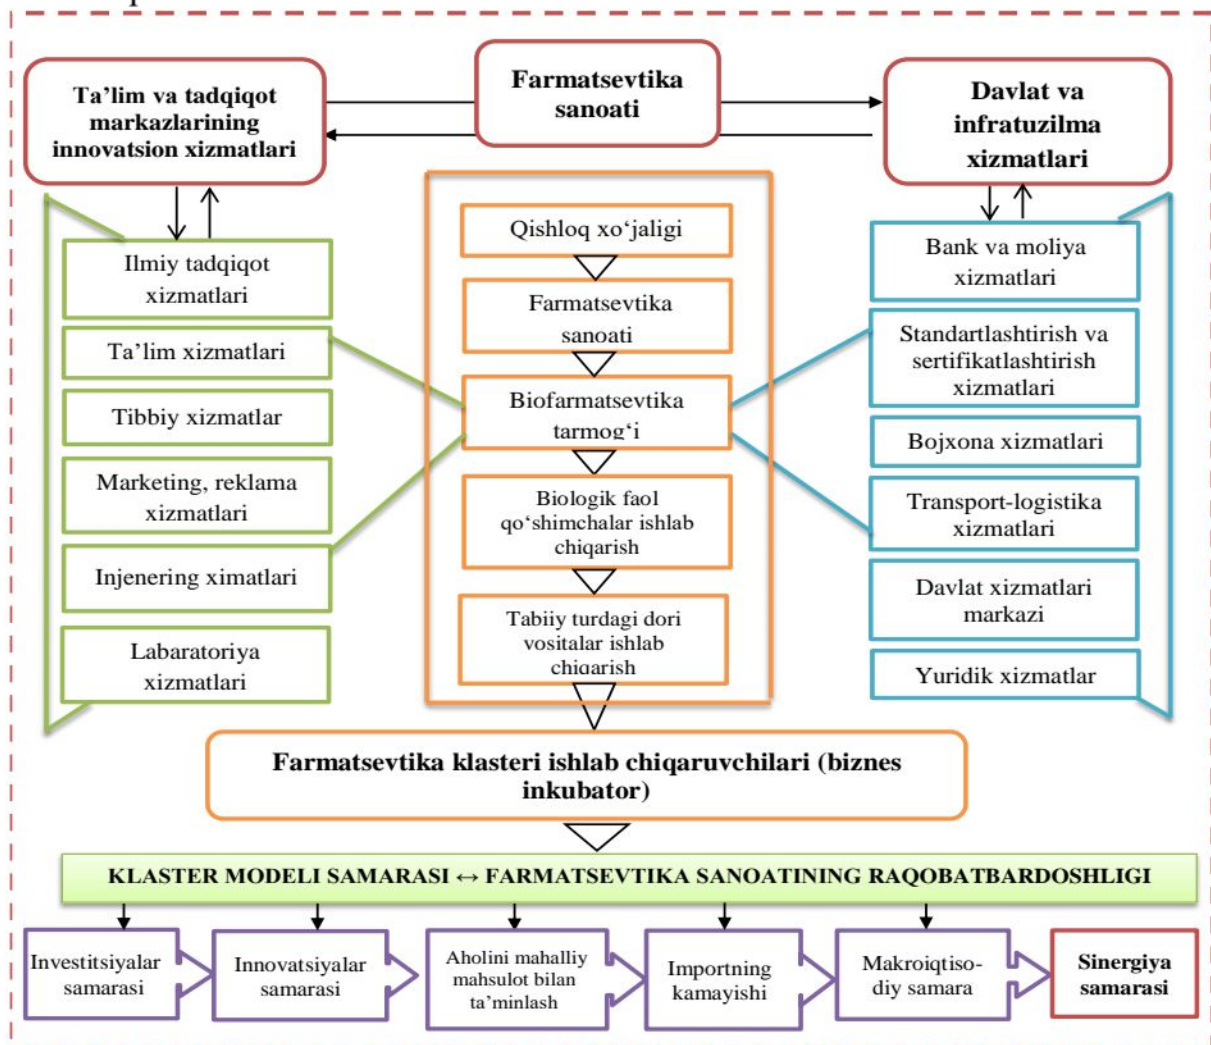 Ta’lim va tadqiqot
markazlarining
innovatsion xizmatlari
Farmatsevtika
sanoati
Davlat va
infratuzilma
xizmatlari
Ilmiy tadqiqot
xizmatlari
Ta’lim xizmatlari
Tibbiy xizmatlar
Marketing, reklama
xizmatlari
Injenering ximatlari
Labaratoriya
xizmatlari
Qishloq xo‘jaligi
Farmatsevtika
sanoati
Biofarmatsevtika
tarmog‘i
Biologik faol
qo‘shimchalar ishlab
chiqarish
Tabiiy turdagi dori
vositalar ishlab
chiqarish
Bank va moliya
xizmatlari
Standartlashtirish va
sertifikatlashtirish
xizmatlari
Bojxona xizmatlari
Transport-logistika
xizmatlari
Davlat xizmatlari
markazi
Yuridik xizmatlar
Farmatsevtika klasteri ishlab chiqaruvchilari (biznes
inkubator)
KLASTER MODELI SAMARASI ↔ FARMATSEVTIKA SANOATINING RAQOBATBARDOSHLIGI
Investitsiyalar
samarasi
Innovatsiyalar
samarasi
Aholini mahalliy
mahsulot bilan
ta’minlash
Importning
kamayishi
Makroiqtiso-
diy samara
Sinergiya
samarasi